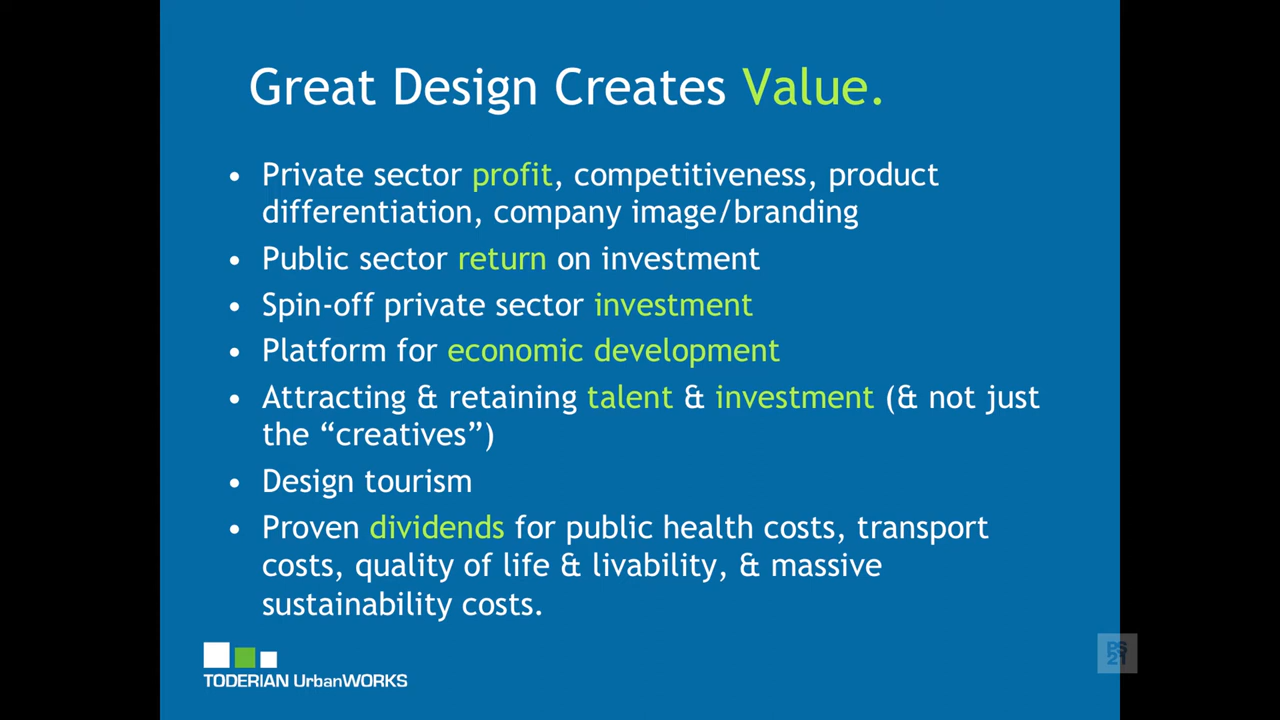 Great Design Creates Value.
• Private sector profit, competitiveness, product
differentiation, company image/branding
• Public sector return on investment
• Spin-off private sector investment
• Platform for economic development
• Attracting & retaining talent & investment (& not just
the “creatives”)
• Design tourism
• Proven dividends for public health costs, transport
costs, quality of life & livability, & massive
sustainability costs.
TODERIAN UrbanWORKS
PS
21